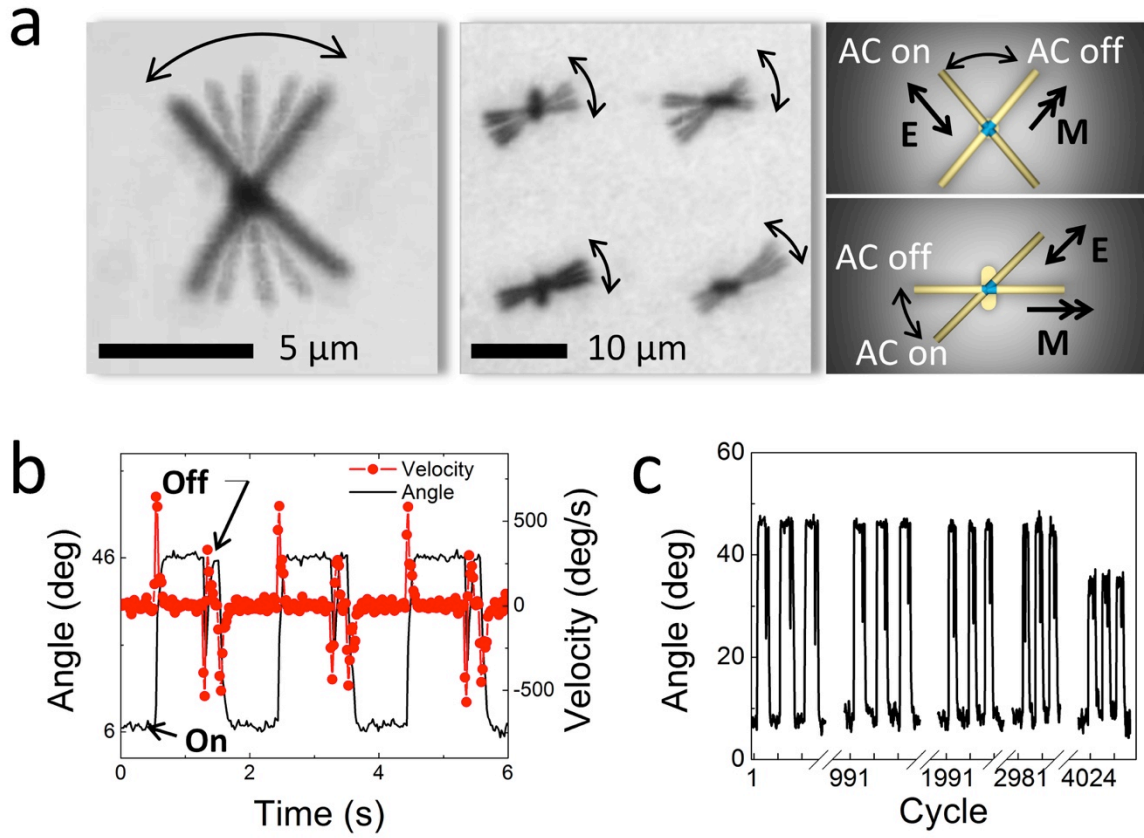 a
5 μm
10 μm
AC on
AC off
E
M
AC off
AC on
E
M
b
Off
Velocity
Angle
On
Angle (deg)
46
6
Velocity (deg/s)
500
0
-500
0
2
4
6
Time (s)
c
Angle (deg)
60
40
20
0
1
991
1991
2981
4024
Cycle